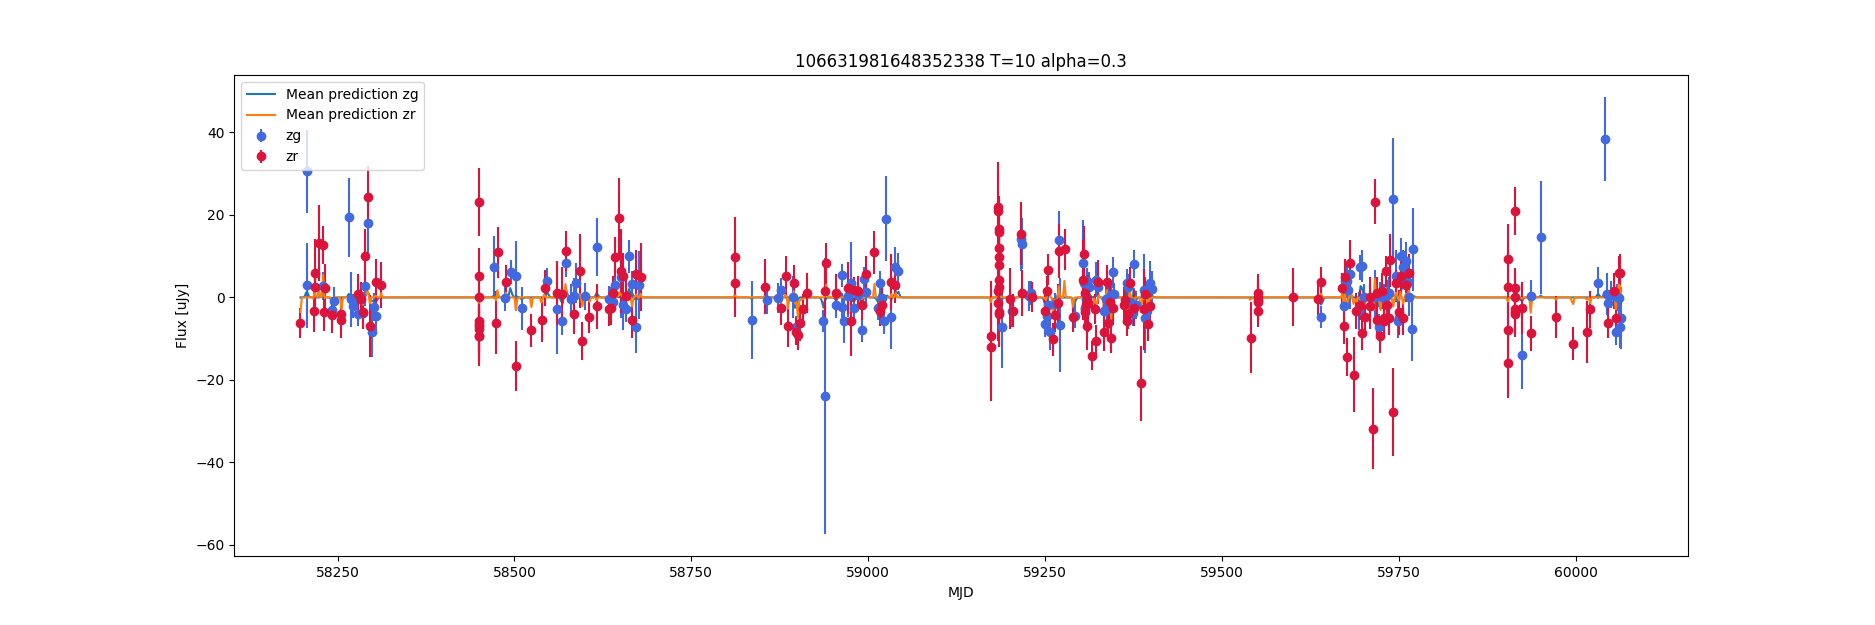 106631981648352338 T=10 alpha=0.3
Mean prediction zg
Mean prediction zr
zg
zr
Flux [uJy]
40
20
0
−20
−40
−60
58250 58500 58750 59000 59250 59500 59750 60000
MJD